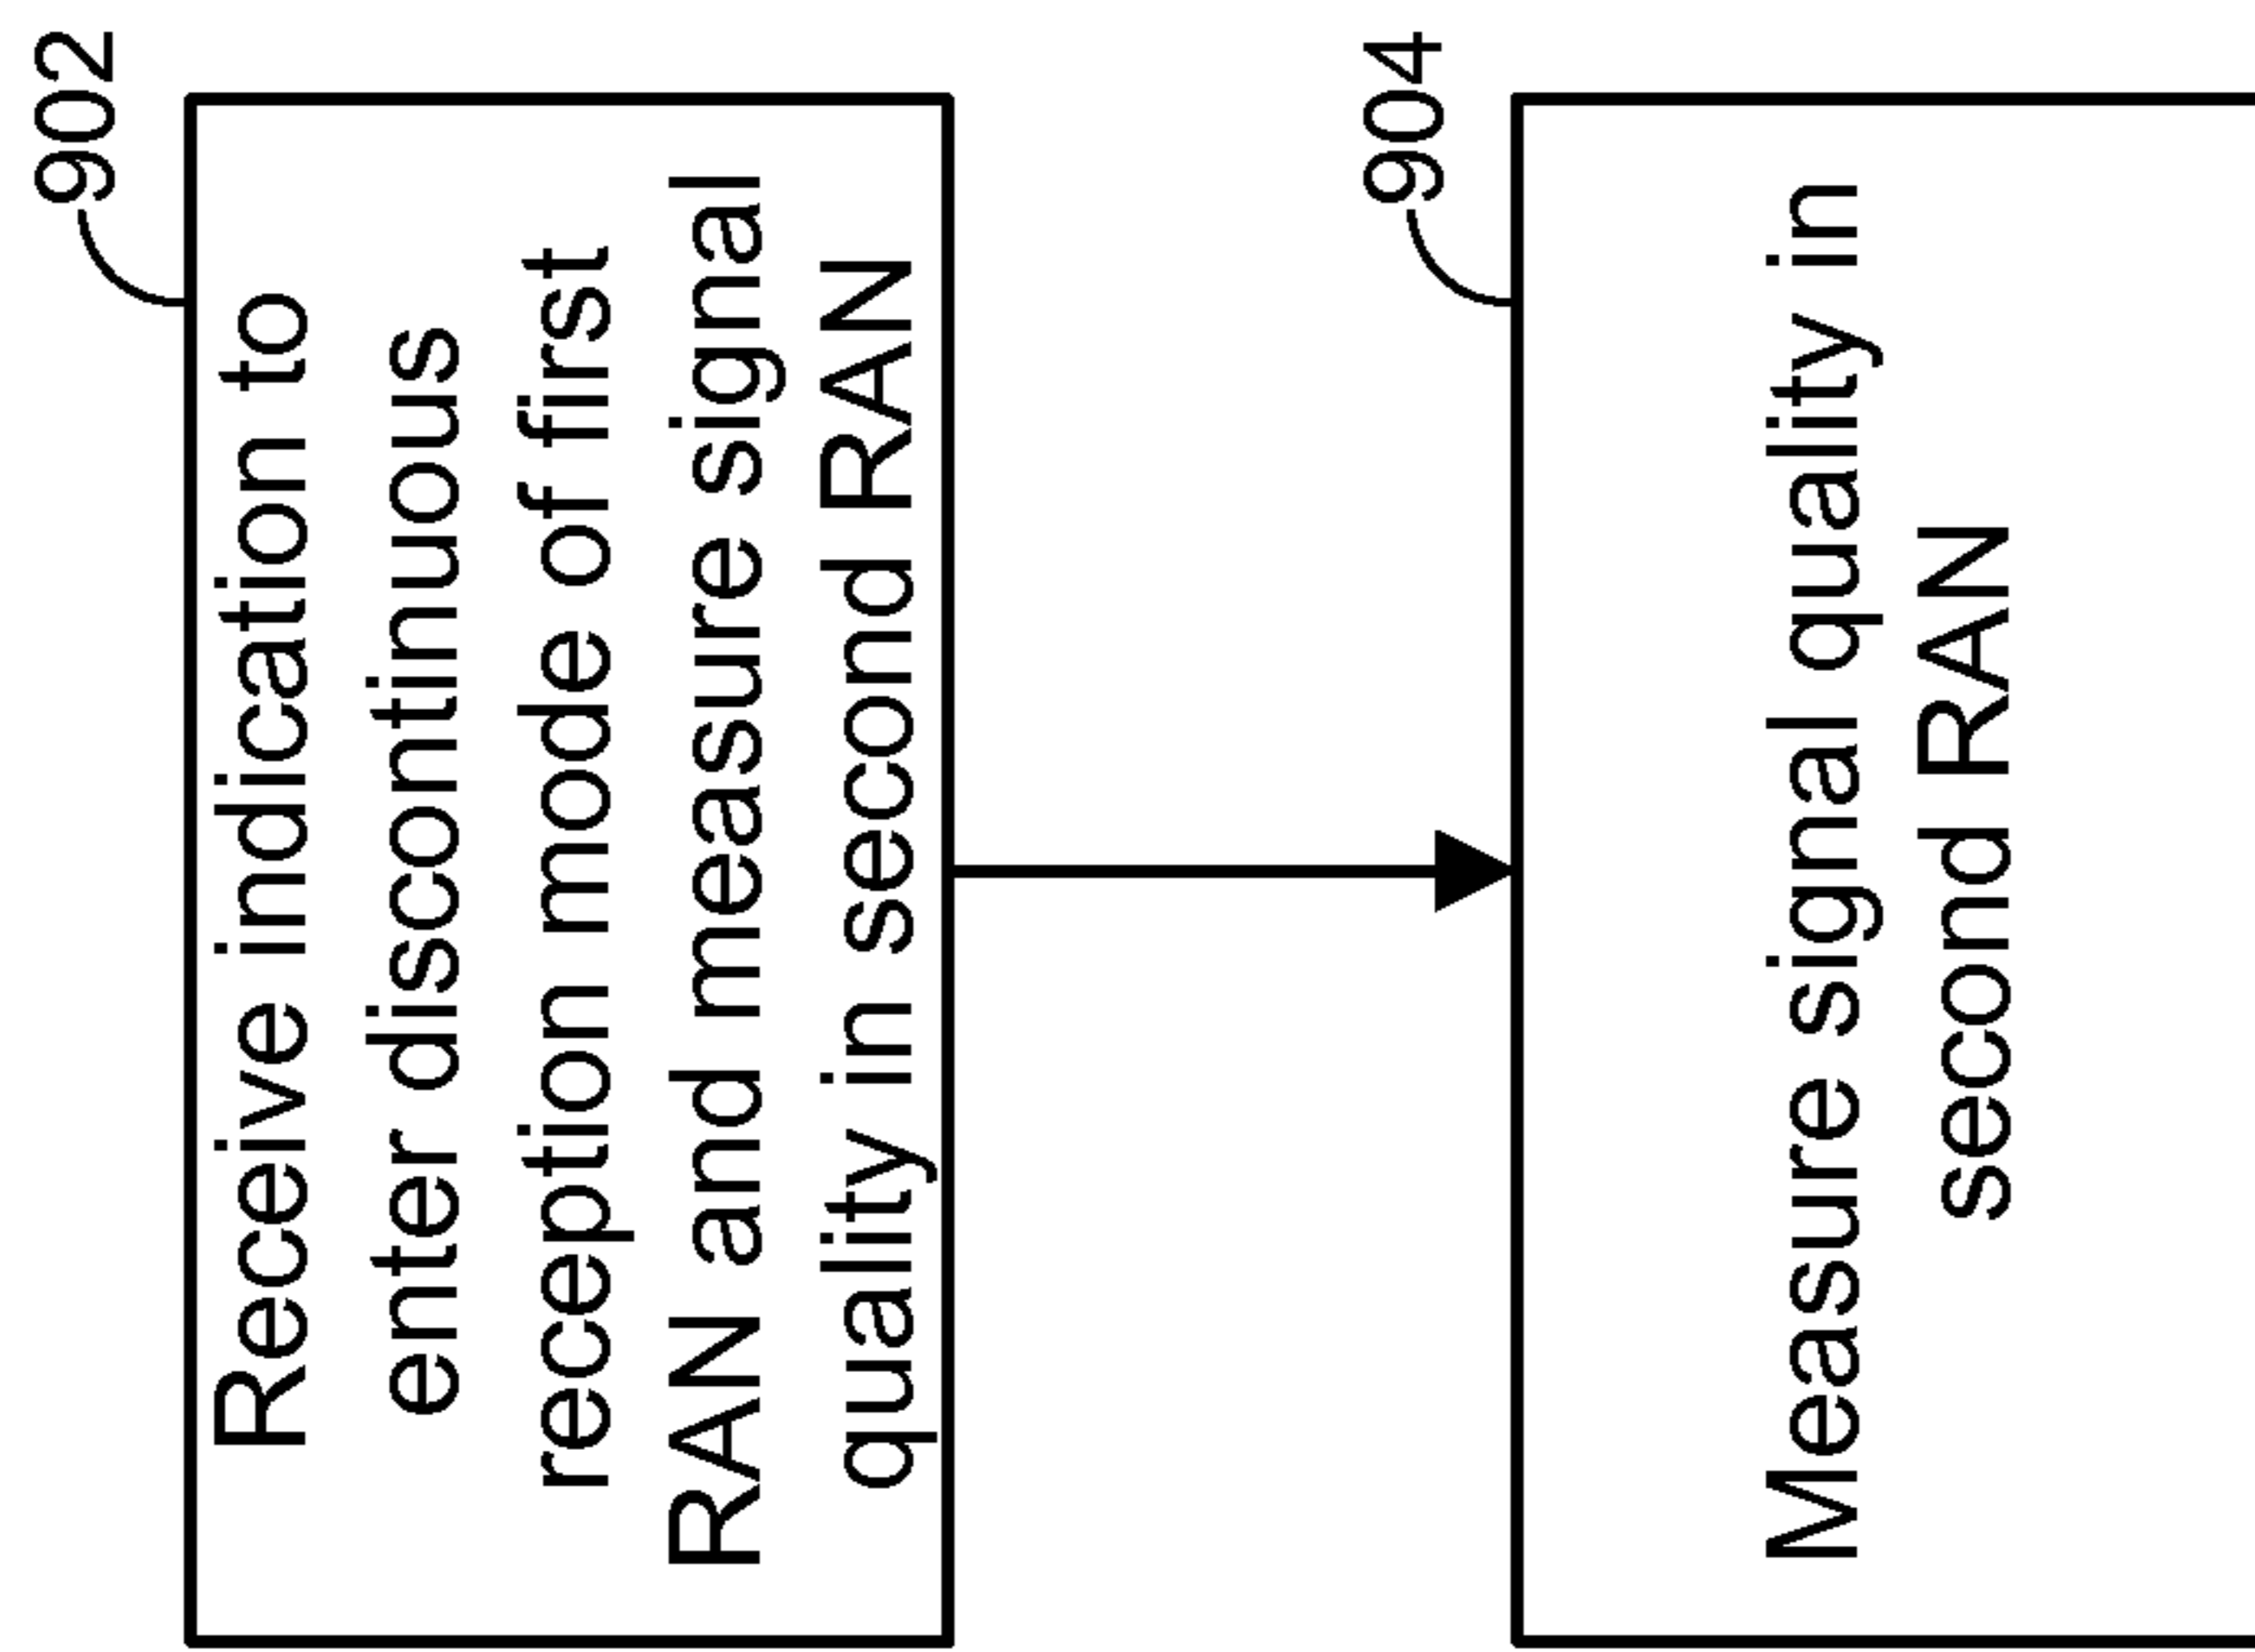 902
Receive indication to
enter discontinuous
reception mode of first
RAN and measure signal
quality in second RAN
904
Measure signal quality in
second RAN